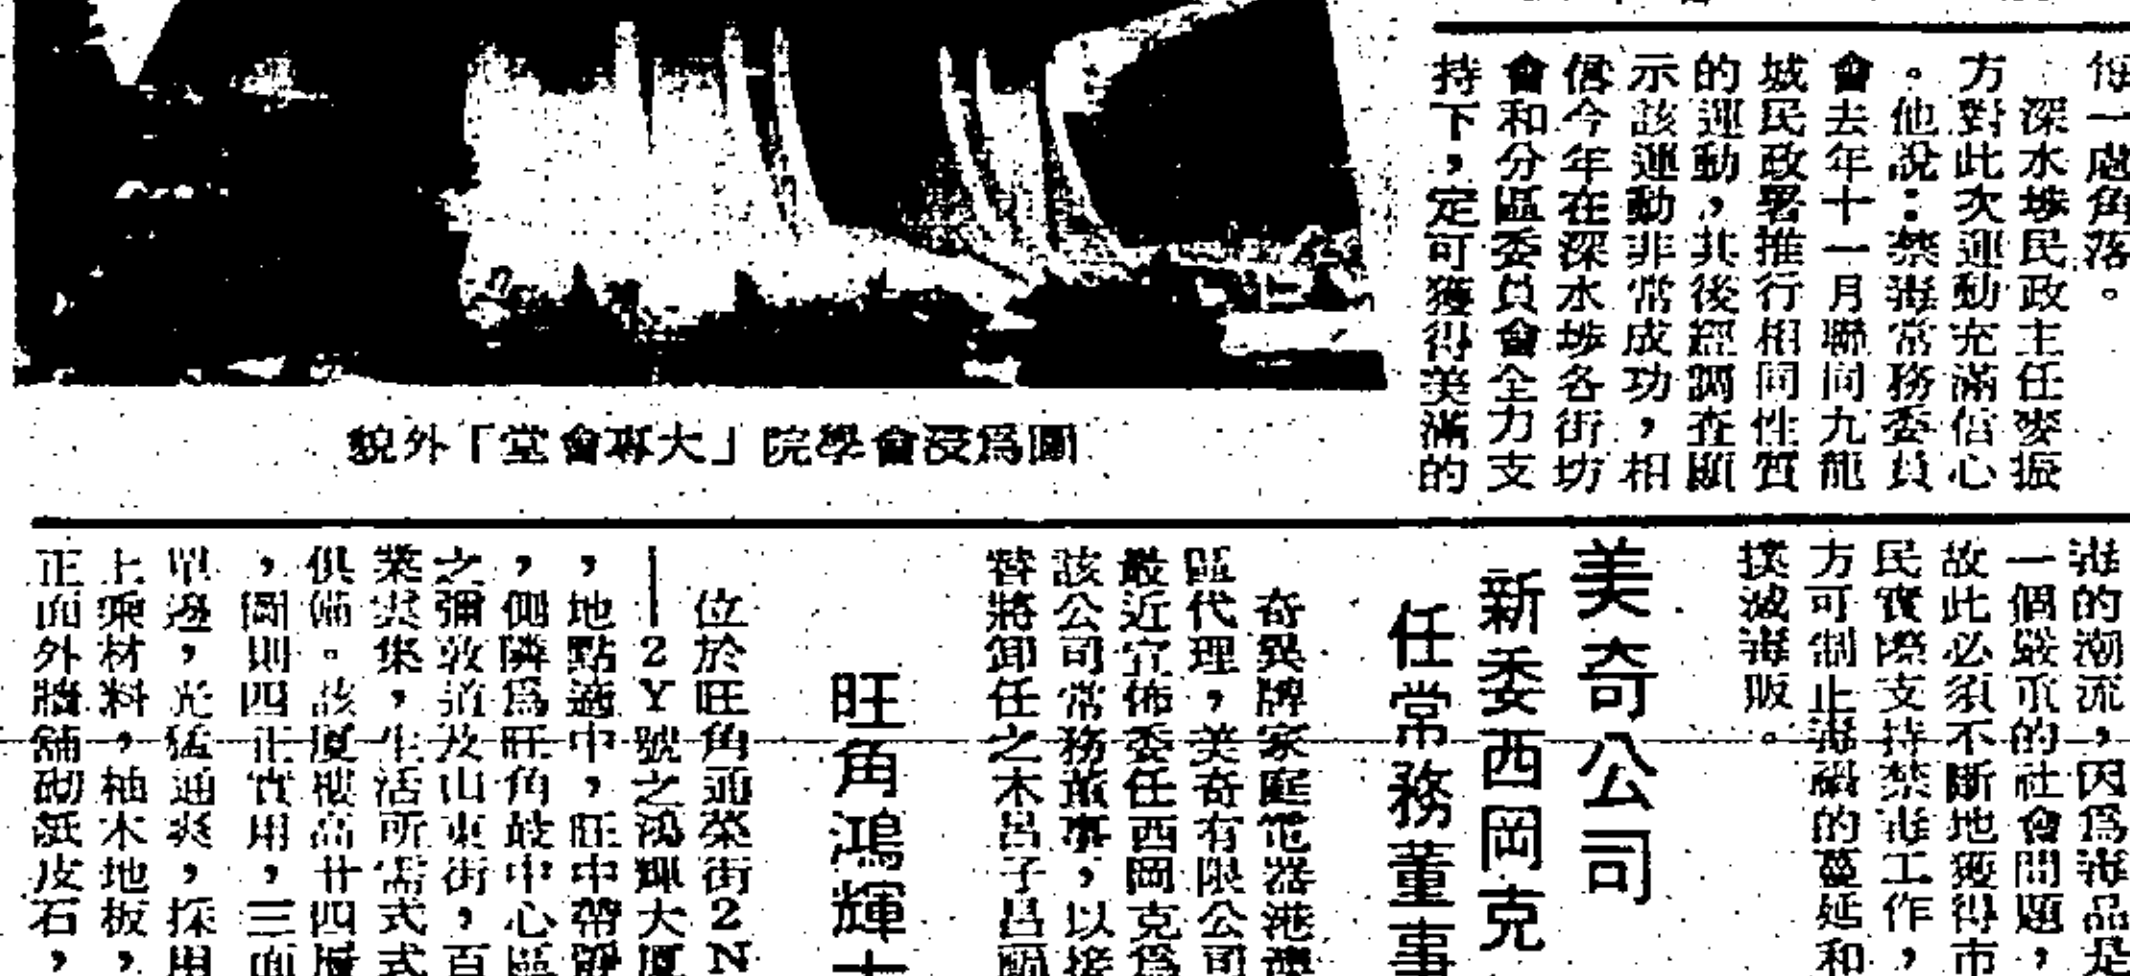 每一處角落。
深水埗民政主任麥振
方對此次運動充滿信心
。他說：禁毒常務委員
會去年十一月聯同九龍
城民政署推行相同性質
的運動，其後經調查顯
示該運動非常成功，相
信今年在深水埗各街坊
會和分區委員會全力支
持下，定可獲得美滿的
圖爲浸會學院「大專會堂」外貌
毒的潮流，因爲毒品是
一個嚴重的社會問題，
故此必須不斷地獲得市
民實際支持禁毒工作，
方可制止毒禍的蔓延和
撲滅毒販。
美奇公司
新委西岡克
任常務董事
奇異牌家庭電器港澳
區代理，美奇有限公司
最近宣佈委任西岡克爲
該公司常務董事，以接
替將卸任之木呂子呂
旺角鴻輝
位於旺角通菜街2N
—2Y號之鴻輝大厦
，地點適中，旺中帶靜
，側隣爲旺角歧中心區
之彌敦道及山東街，百
業雲集，生活所需式式
俱備。該厦樓高廿四層
，圖則四正實用，三面
單邊，光猛通爽，採用
上乘材料，柚木地板，
正面外牆舖砌紙皮石，